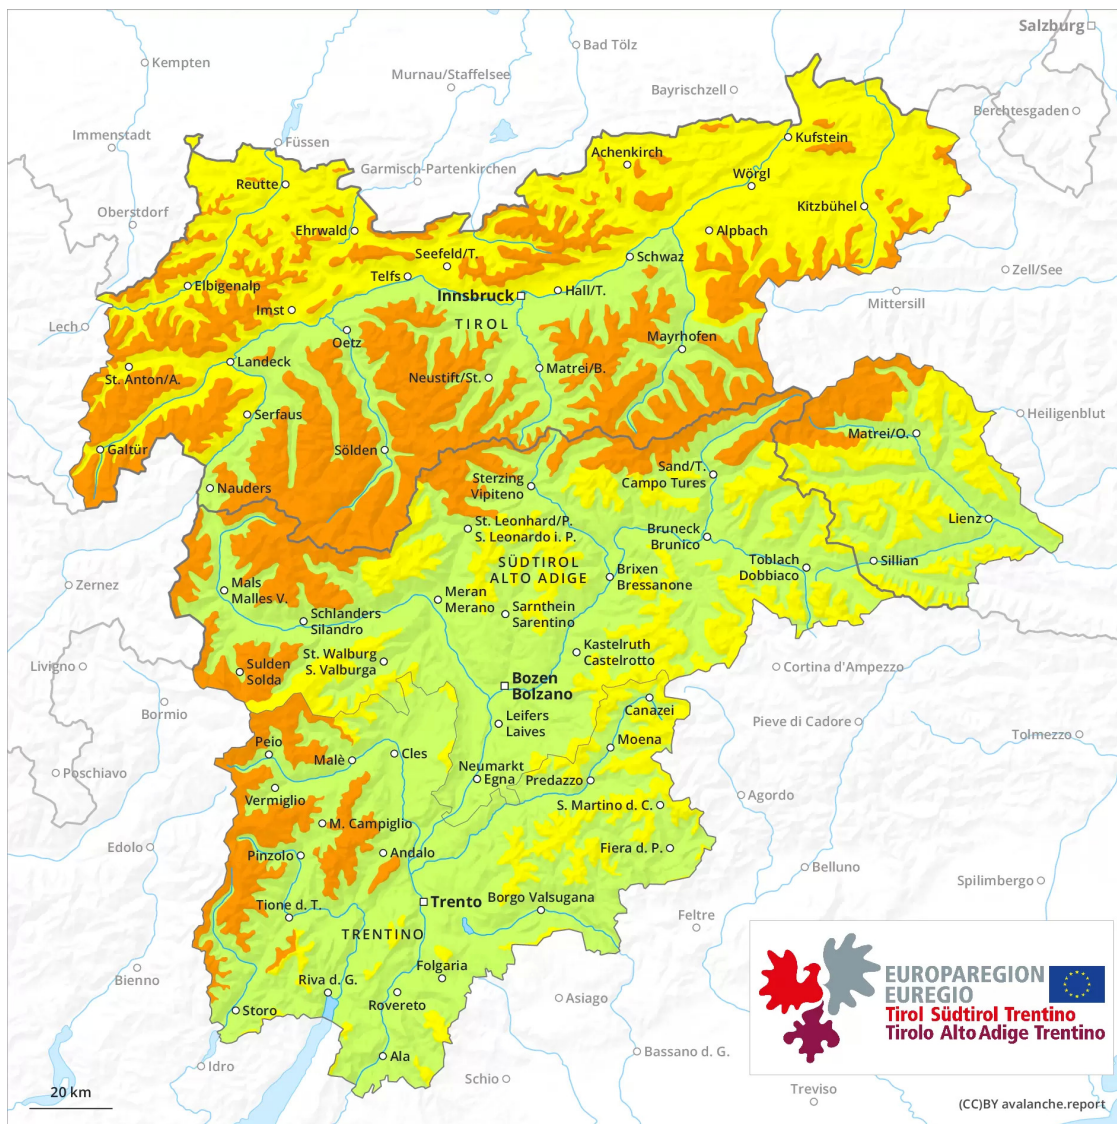 Salzburg
Kempten
Bad Tölz
Murnau/Staffelsee
Bayrischzell
Berchtesgaden
Immenstadt
Füssen
Kufstein
Achenkirch
Garmisch-Partenkirchen
Wörgl
Reutte
Kitzbühel
Oberstdorf
Ehrwald
Alpbach
Seefeld/T.
Schwaz
Zell/See
Telfs
Elbigenalp
Hall/T.
Innsbruck
Mittersill
Imst
TIROL
Lech
Oetz
Mayrhofen
Landeck
Matrei/B.
St. Anton/A.
Neustift/St.
Serfaus
Heiligenblut
Matrei/O.
Galtür
Sölden
Sand/T.
Campo Tures
Sterzing
Vipiteno
Nauders
Lienz
St. Leonhard/P.
S. Leonardo i. P.
Bruneck
Brunico
SÜDTIROL
ALTO ADIGE
Toblach
Dobbiaco
Sillian
Brixen
Bressanone
Zernez
Mals
Malles V.
Meran
Merano
Sarnthein
Sarentino
Schlanders
Silandro
Kastelruth
Castelrotto
St. Walburg
S. Valburga
Livigno
Sulden
Solda
Cortina d'Ampezzo
Bozen
Bolzano
Bormio
Canazei
Leifers
Laives
Pieve di Cadore
Tolmezzo
Moena
Peio
Malè
Cles
Poschiavo
Neumarkt
Egna
Predazzo
Agordo
Vermiglio
S. Martino d. C.
M. Campiglio
Edolo
Fiera d. P.
Pinzolo
Andalo
Belluno
Spilimbergo
Borgo Valsugana
Trento
Tione d. T.
Feltre
TRENTINO
Folgaria
Bienno
Riva d. G.
Rovereto
Asiago
Storo
EUROPAREGION
EUREGIO
Tirol Südtirol Trentino
Tirolo Alto Adige Trentino
Ala
Bassano d. G.
Idro
Schio
Treviso
20 km
(CC)BY avalanche.report